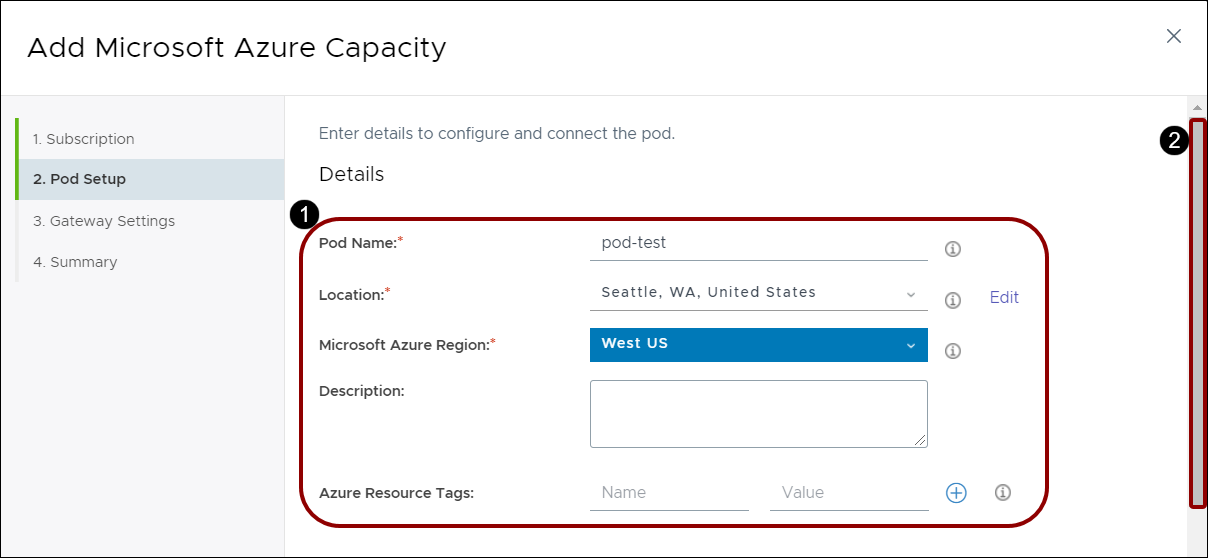 Add Microsoft Azure Capacity
1. Subscription
2. Pod Setup
3. Gateway Settings
4. Summary
Enter details to configure and connect the pod.
2
Details
1
Pod Name:* pod-test
Location:* Seattle, WA, United States Edit
Microsoft Azure Region:* West US
Description:
Azure Resource Tags: Name Value